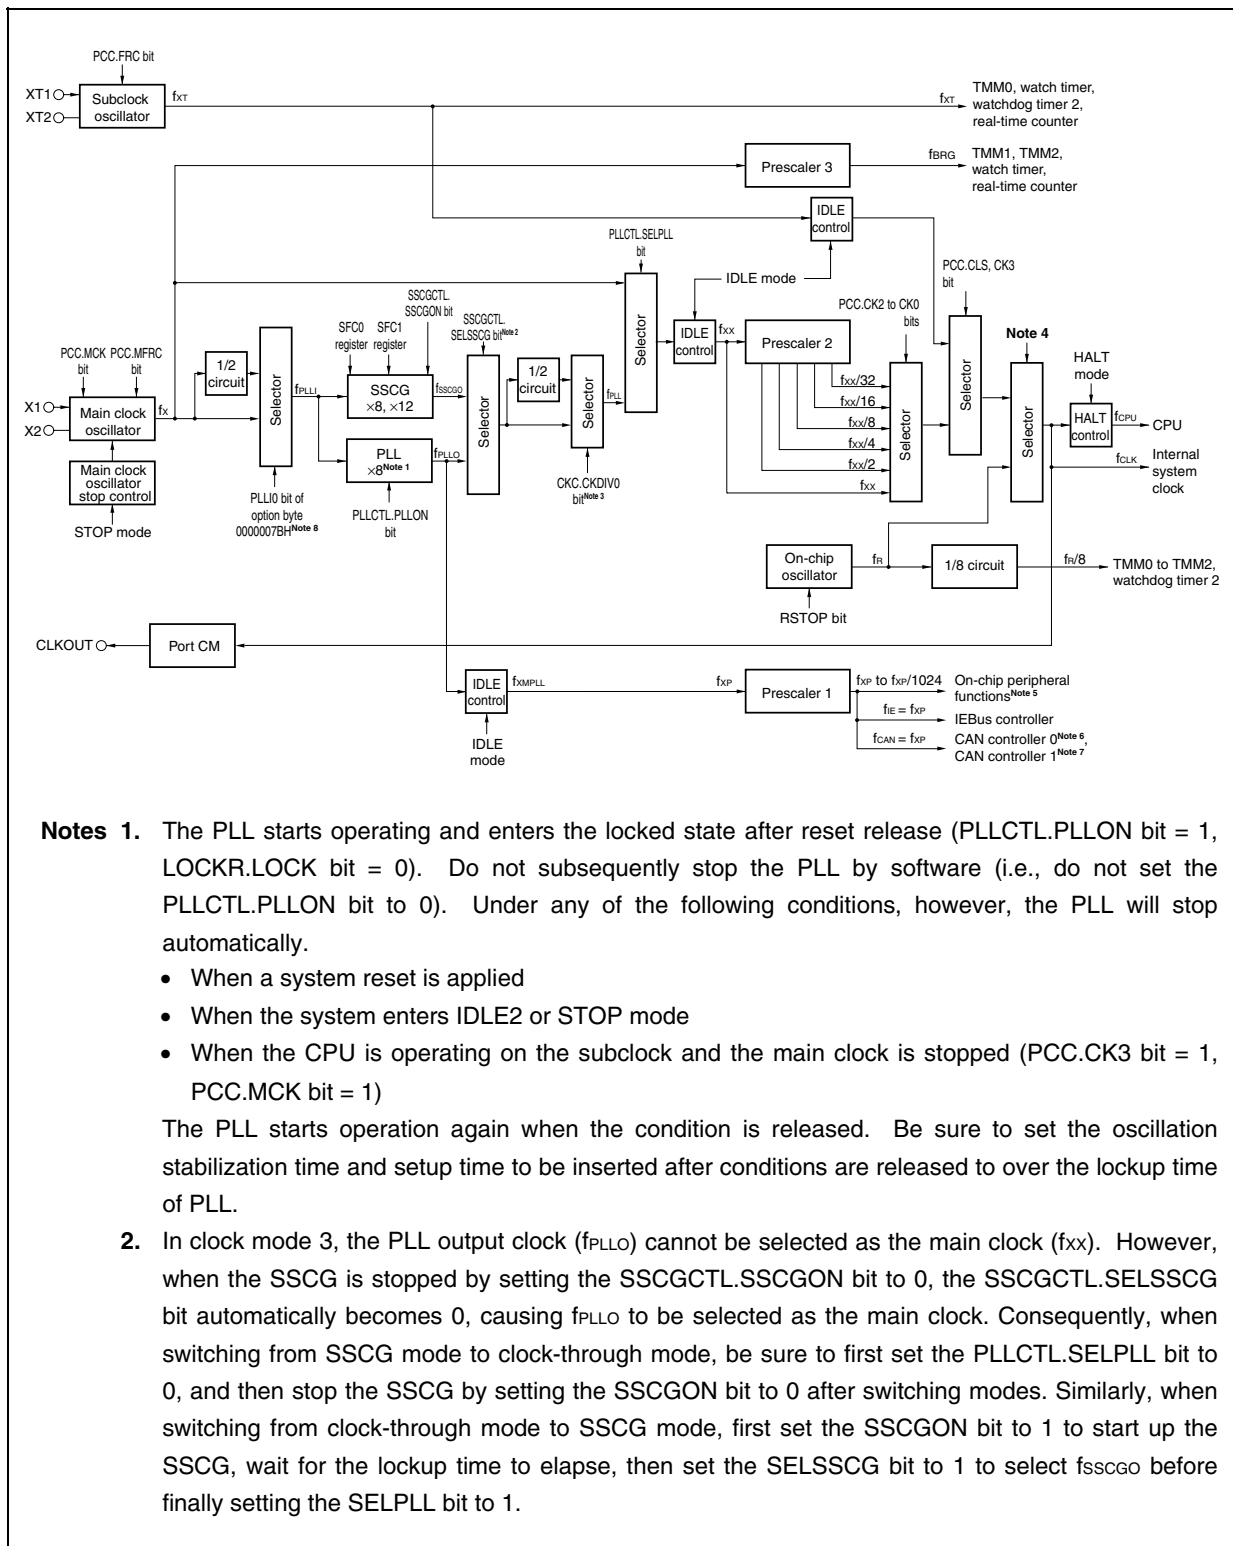 PCC.FRC bit
XT1
XT2
Subclock
oscillator
fXT
fXT
TMM0, watch timer,
watchdog timer 2,
real-time counter
Prescaler 3
fBRG
TMM1, TMM2,
watch timer,
real-time counter
IDLE
control
PLLCTL.SELPLL
bit
IDLE mode
PCC.CLS, CK3
bit
SSCGCTL.
SSCGON bit
SSCGCTL.
SELSSCG bitNote 2
SFC0
register
SFC1
register
PCC.CK2 to CK0
bits
Note 4
PCC.MCK
bit
PCC.MFRC
bit
1/2
circuit
Selector
fPLLI
SSCG
×8, ×12
fSSCGO
Selector
1/2
circuit
Selector
fPLL
Selector
IDLE
control
fXX
Prescaler 2
fXX/32
fXX/16
fXX/8
fXX/4
fXX/2
fXX
Selector
Selector
Selector
HALT
mode
HALT
control
fCPU
CPU
fCLK
Internal
system
clock
X1
X2
Main clock
oscillator
fX
Main clock
oscillator
stop control
STOP mode
PLLI0 bit of
option byte
0000007BHNote 8
PLL
×8Note 1
fPLLO
PLLCTL.PLLON
bit
CKC.CKDIV0
bitNote 3
On-chip
oscillator
fR
1/8 circuit
fR/8
TMM0 to TMM2,
watchdog timer 2
RSTOP bit
CLKOUT
Port CM
IDLE
control
fXMPLL
fXP
Prescaler 1
fXP to fXP/1024
On-chip peripheral
functionsNote 5
fIE = fXP
IEBus controller
fCAN = fXP
CAN controller 0Note 6,
CAN controller 1Note 7
IDLE
mode
Notes 1. The PLL starts operating and enters the locked state after reset release (PLLCTL.PLLON bit = 1,
LOCKR.LOCK bit = 0). Do not subsequently stop the PLL by software (i.e., do not set the
PLLCTL.PLLON bit to 0). Under any of the following conditions, however, the PLL will stop
automatically.
• When a system reset is applied
• When the system enters IDLE2 or STOP mode
• When the CPU is operating on the subclock and the main clock is stopped (PCC.CK3 bit = 1,
PCC.MCK bit = 1)
The PLL starts operation again when the condition is released. Be sure to set the oscillation
stabilization time and setup time to be inserted after conditions are released to over the lockup time
of PLL.
2. In clock mode 3, the PLL output clock (fPLLO) cannot be selected as the main clock (fXX). However,
when the SSCG is stopped by setting the SSCGCTL.SSCGON bit to 0, the SSCGCTL.SELSSCG
bit automatically becomes 0, causing fPLLO to be selected as the main clock. Consequently, when
switching from SSCG mode to clock-through mode, be sure to first set the PLLCTL.SELPLL bit to
0, and then stop the SSCG by setting the SSCGON bit to 0 after switching modes. Similarly, when
switching from clock-through mode to SSCG mode, first set the SSCGON bit to 1 to start up the
SSCG, wait for the lockup time to elapse, then set the SELSSCG bit to 1 to select fSSCGO before
finally setting the SELPLL bit to 1.